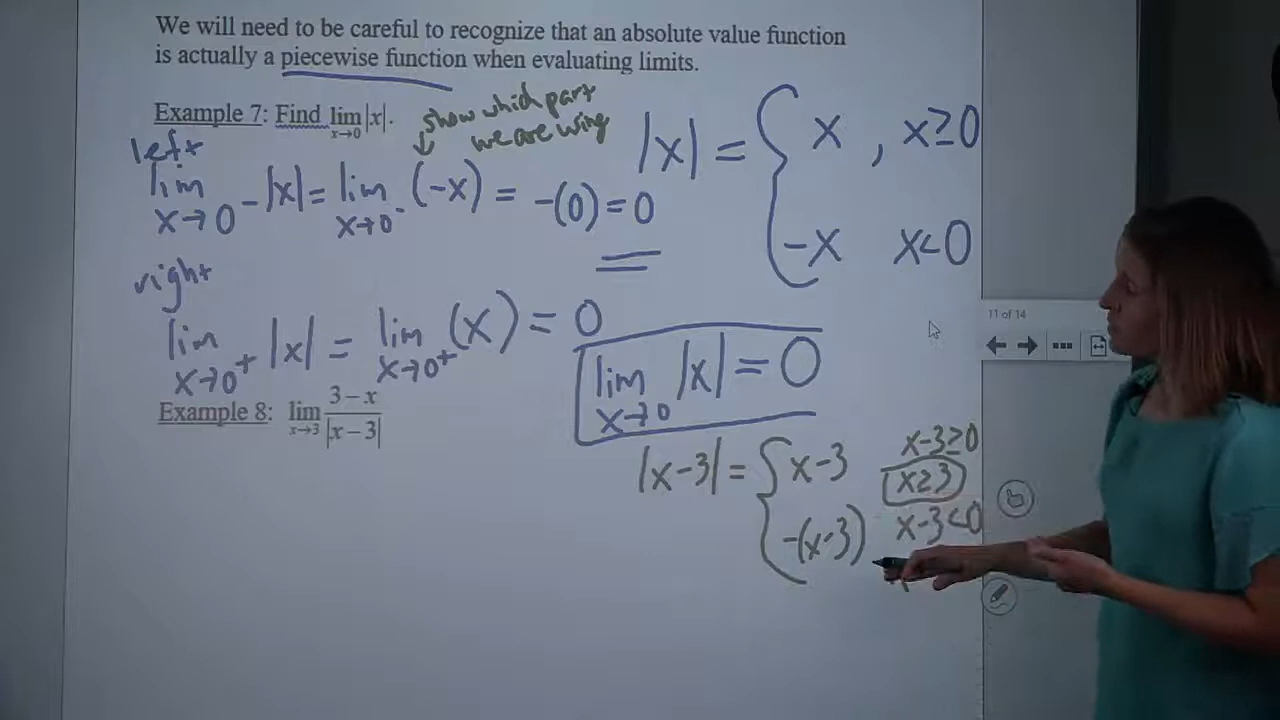 We will need to be careful to recognize that an absolute value function
is actually a piecewise function when evaluating limits.
Example 7: Find lim x→0 |x|.
show which part
we are using
left
lim x→0⁻ |x| = lim x→0⁻ (-x) = -(0) = 0
|x| = { x , x≥0
-x x<0
right
lim x→0⁺ |x| = lim x→0⁺ (x) = 0
lim x→0 |x| = 0
11 of 14
Example 8: lim x→3 3-x / |x-3|
|x-3| = { x-3 x-3≥0
x≥3
-(x-3) x-3<0